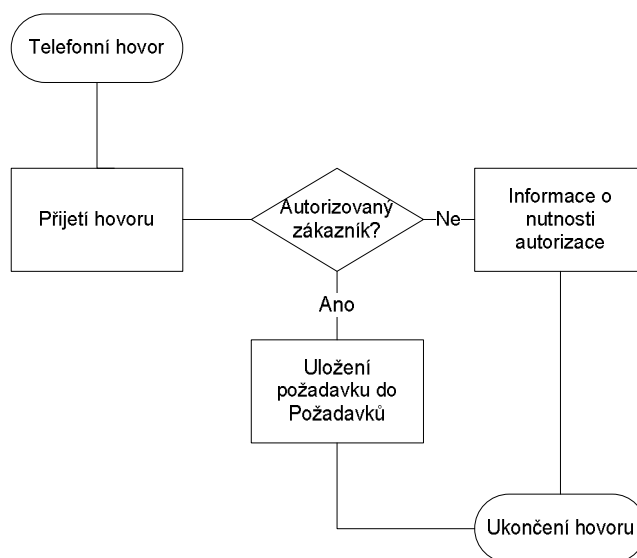 Telefonní hovor
Přijetí hovoru
Autorizovaný
zákazník?
Ne
Informace o
nutnosti
autorizace
Ano
Uložení
požadavku do
Požadavků
Ukončení hovoru